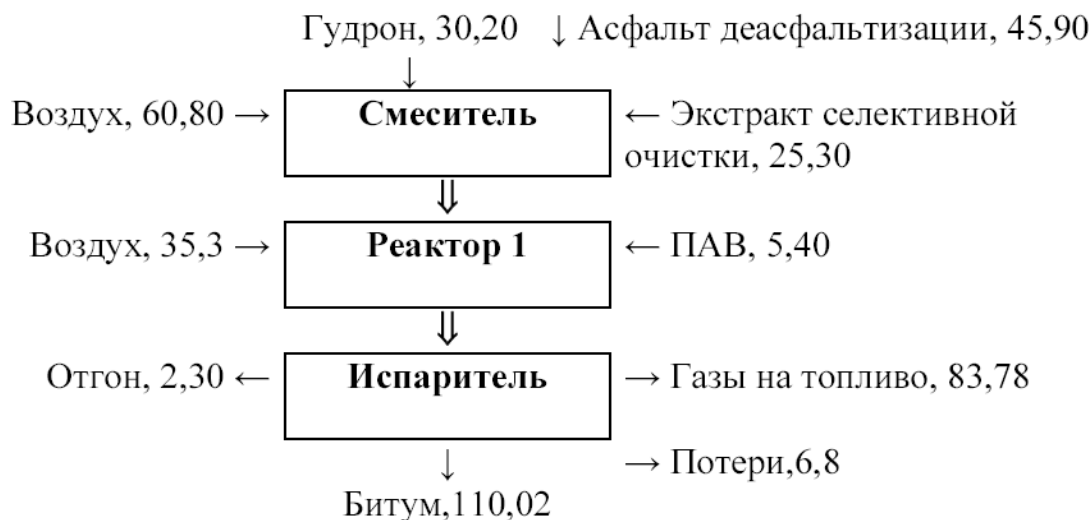 Гудрон, 30,20 ↓ Асфальт деасфальтизации, 45,90
↓
Воздух, 60,80 → Смеситель ← Экстракт селективной
очистки, 25,30
⇓
Воздух, 35,3 → Реактор 1 ← ПАВ, 5,40
⇓
Отгон, 2,30 ← Испаритель → Газы на топливо, 83,78
↓ → Потери,6,8
Битум,110,02